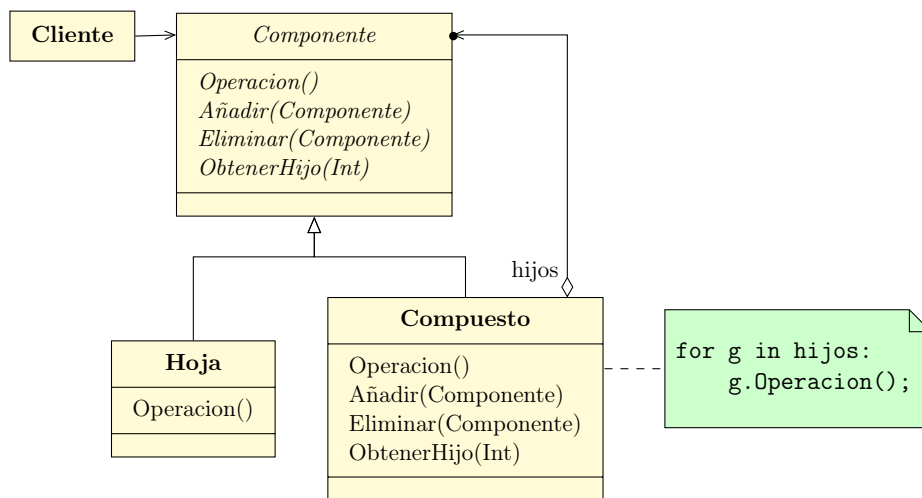 Cliente
Componente
Operacion()
Añadir(Componente)
Eliminar(Componente)
ObtenerHijo(Int)
hijos
Hoja
Operacion()
Compuesto
Operacion()
Añadir(Componente)
Eliminar(Componente)
ObtenerHijo(Int)
for g in hijos:
g.Operacion();